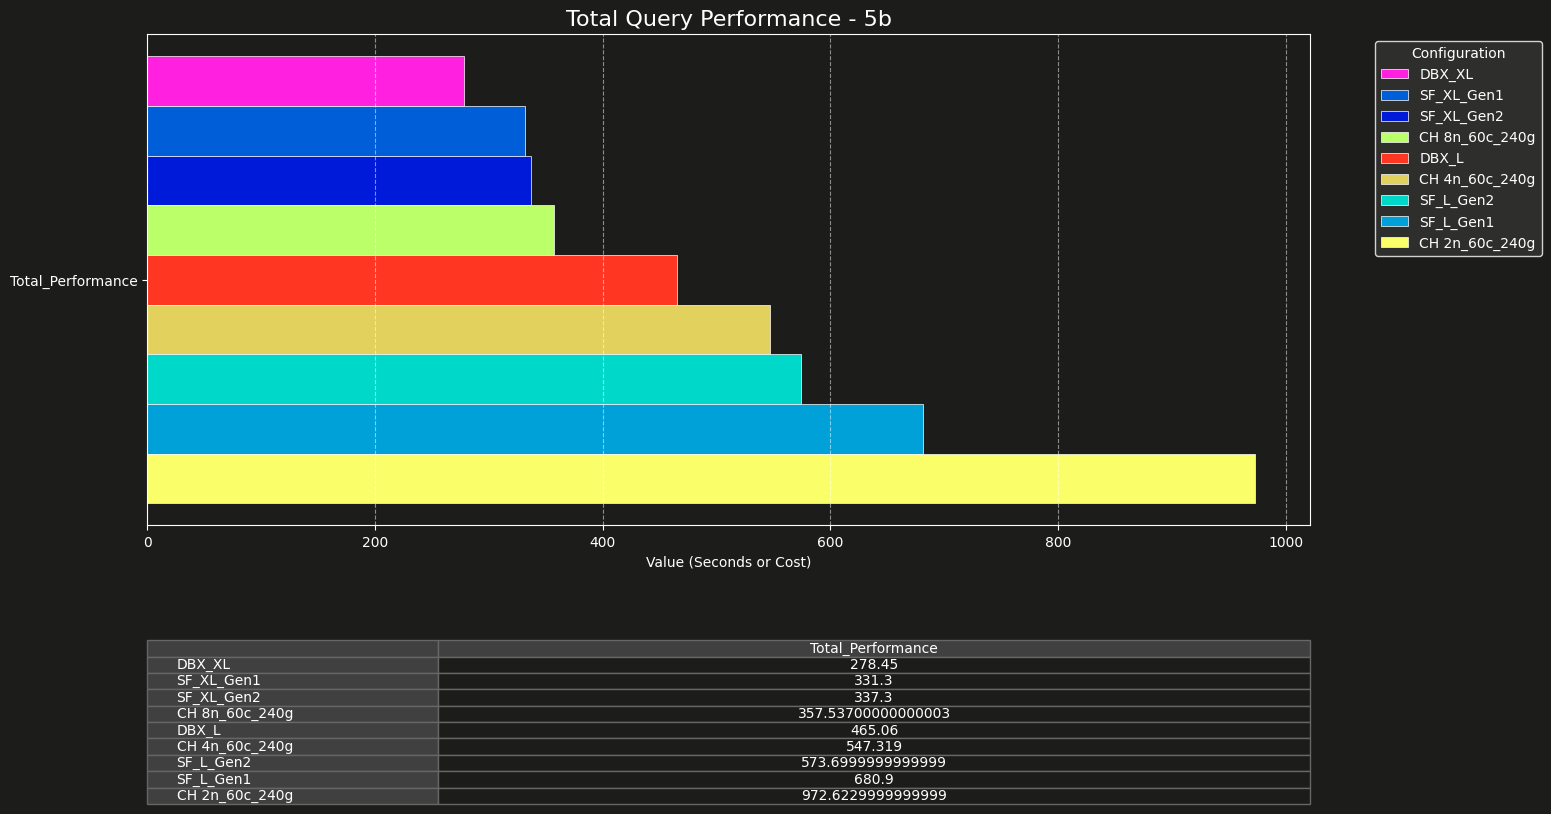 Total Query Performance - 5b
Configuration
DBX_XL
SF_XL_Gen1
SF_XL_Gen2
CH 8n_60c_240g
DBX_L
CH 4n_60c_240g
SF_L_Gen2
SF_L_Gen1
CH 2n_60c_240g
Total_Performance
0 200 400 600 800 1000
Value (Seconds or Cost)
Total_Performance
DBX_XL 278.45
SF_XL_Gen1 331.3
SF_XL_Gen2 337.3
CH 8n_60c_240g 357.53700000000003
DBX_L 465.06
CH 4n_60c_240g 547.319
SF_L_Gen2 573.6999999999999
SF_L_Gen1 680.9
CH 2n_60c_240g 972.6229999999999